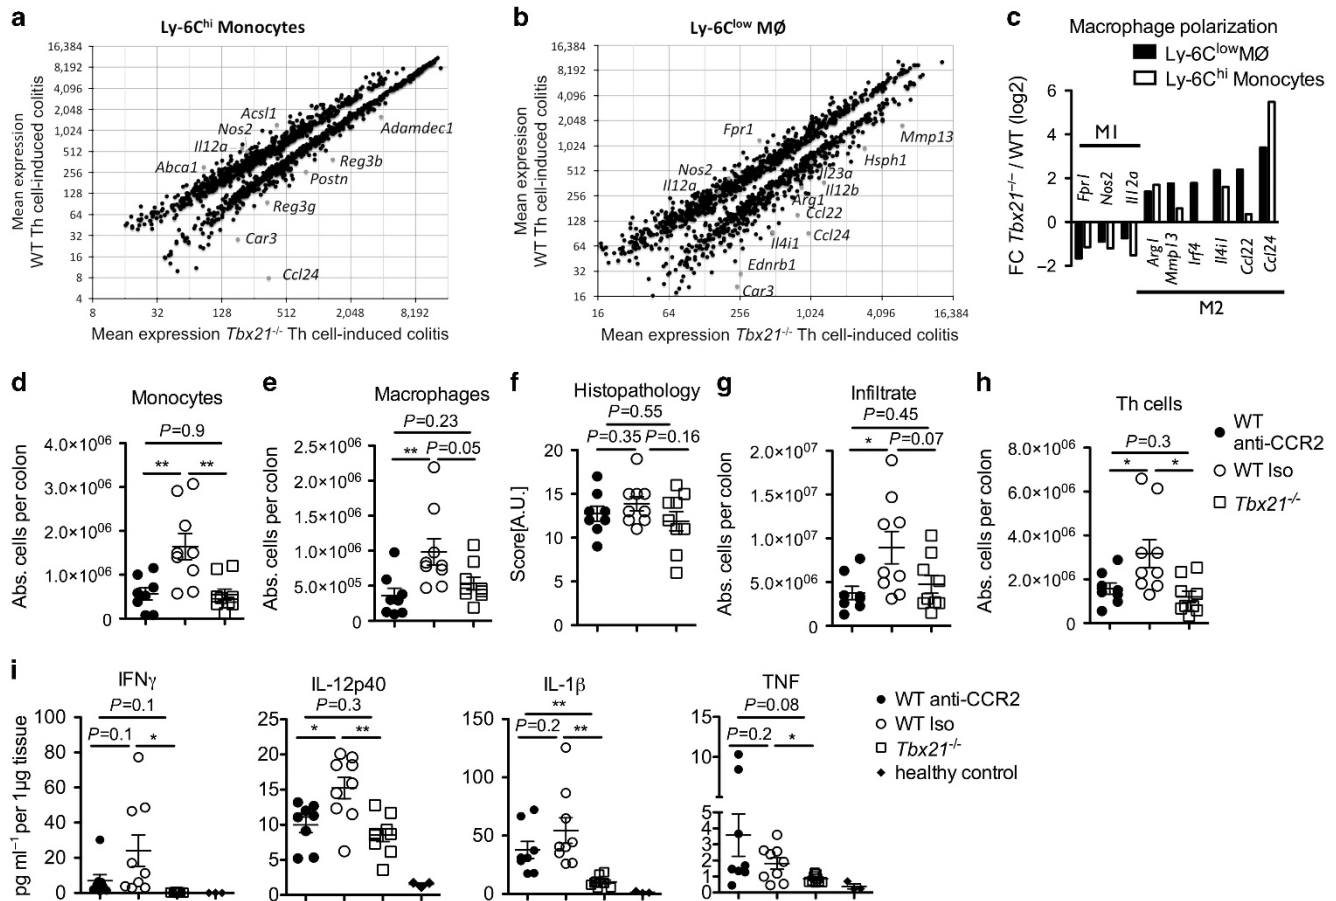 a
Ly-6Chi Monocytes
Mean expression
WT Th cell-induced colitis
16,384
8,192
4,096
2,048
1,024
512
256
128
64
32
16
8
4
Acsl1
Nos2
Il12a
Abca1
Adamdec1
Reg3b
Postn
Reg3g
Car3
Ccl24
8 32 128 512 2,048 8,192
Mean expression Tbx21-/- Th cell-induced colitis
b
Ly-6Clow MØ
Mean expresison
WT Th cell-induced colitis
16,384
8,192
4,096
2,048
1,024
512
256
128
64
32
16
Fpr1
Mmp13
Hsph1
Nos2
Il12a
Il23a
Il12b
Arg1
Ccl22
Il4i1
Ccl24
Ednrb1
Car3
16 64 256 1,024 4,096 16,384
Mean expression Tbx21-/- Th cell-induced colitis
c
Macrophage polarization
Ly-6ClowMØ
Ly-6Chi Monocytes
FC Tbx21–/– / WT (log2)
6
4
2
0
−2
M1
Fpr1 Nos2 Il12a
Arg1 Mmp13 Irf4 Il4i1 Ccl22 Ccl24
M2
d
Monocytes
P=0.9
** **
Abs. cells per colon
4.0×10⁰⁶
3.0×10⁰⁶
2.0×10⁰⁶
1.0×10⁰⁶
0
e
Macrophages
P=0.23
** P=0.05
Abs. cells per colon
2.5×10⁰⁶
2.0×10⁰⁶
1.5×10⁰⁶
1.0×10⁰⁶
5.0×10⁰⁵
0
f
Histopathology
P=0.55
P=0.35 P=0.16
Score[A.U.]
20
15
10
5
0
g
Infiltrate
P=0.45
* P=0.07
Abs. cells per colon
2.0×10⁰⁷
1.5×10⁰⁷
1.0×10⁰⁷
5.0×10⁰⁶
0
h
Th cells
P=0.3
* *
Abs. cells per colon
8.0×10⁰⁶
6.0×10⁰⁶
4.0×10⁰⁶
2.0×10⁰⁶
0
WT
anti-CCR2
WT Iso
Tbx21–/–
i
IFNγ
P=0.1
P=0.1 *
pg ml–1 per 1µg tissue
100
80
60
40
20
0
IL-12p40
P=0.3
* **
25
20
15
10
5
0
IL-1β
**
P=0.2 **
150
100
50
0
TNF
P=0.08
P=0.2 *
15
10
5
4
3
2
1
0
WT anti-CCR2
WT Iso
Tbx21–/–
healthy control